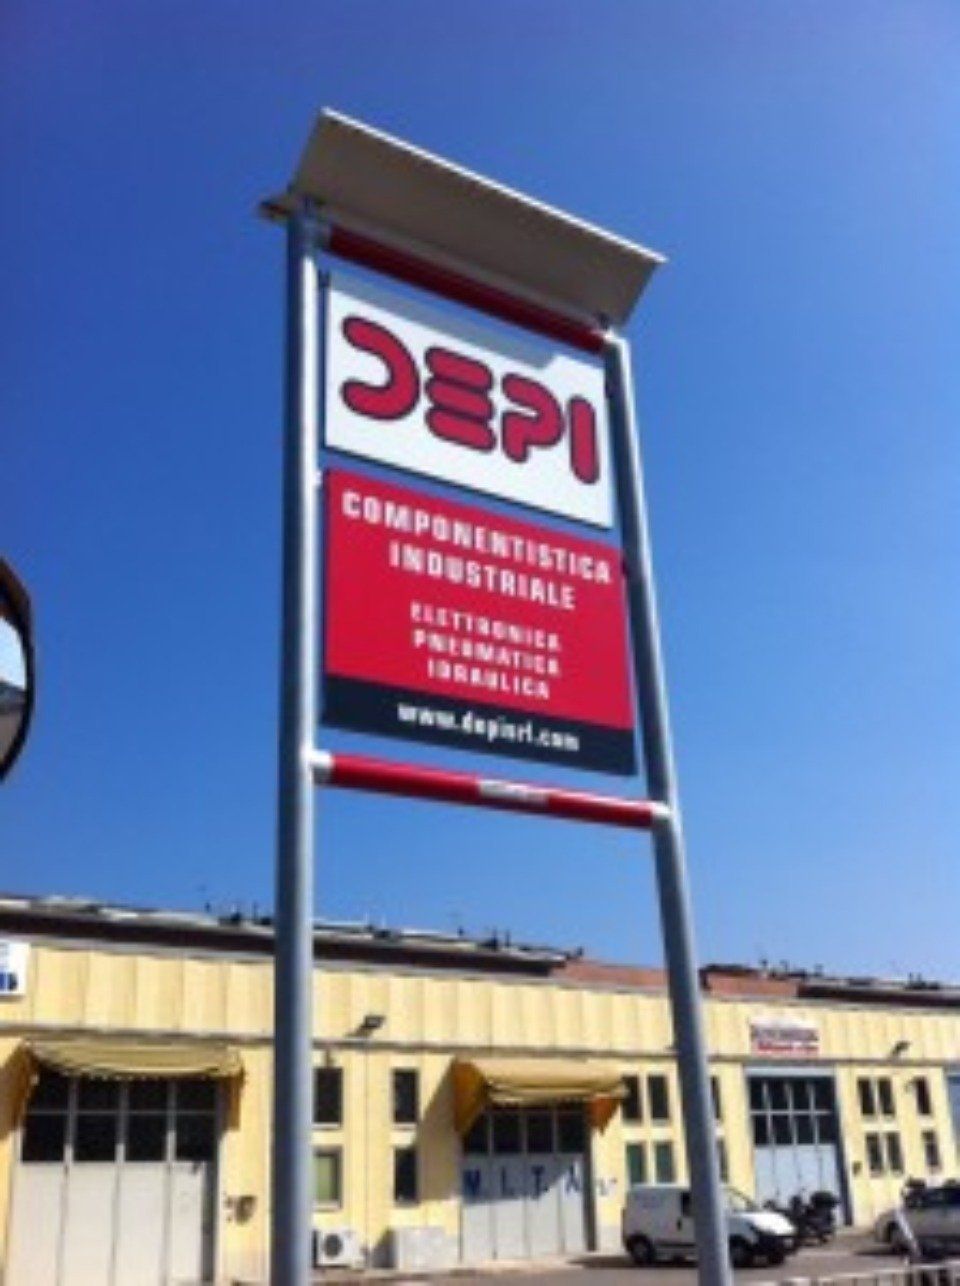 DEPI
COMPONENTISTICA
INDUSTRIALE
ELETTRONICA
PNEUMATICA
IDRAULICA
www.depisrl.com
M.I.T.A